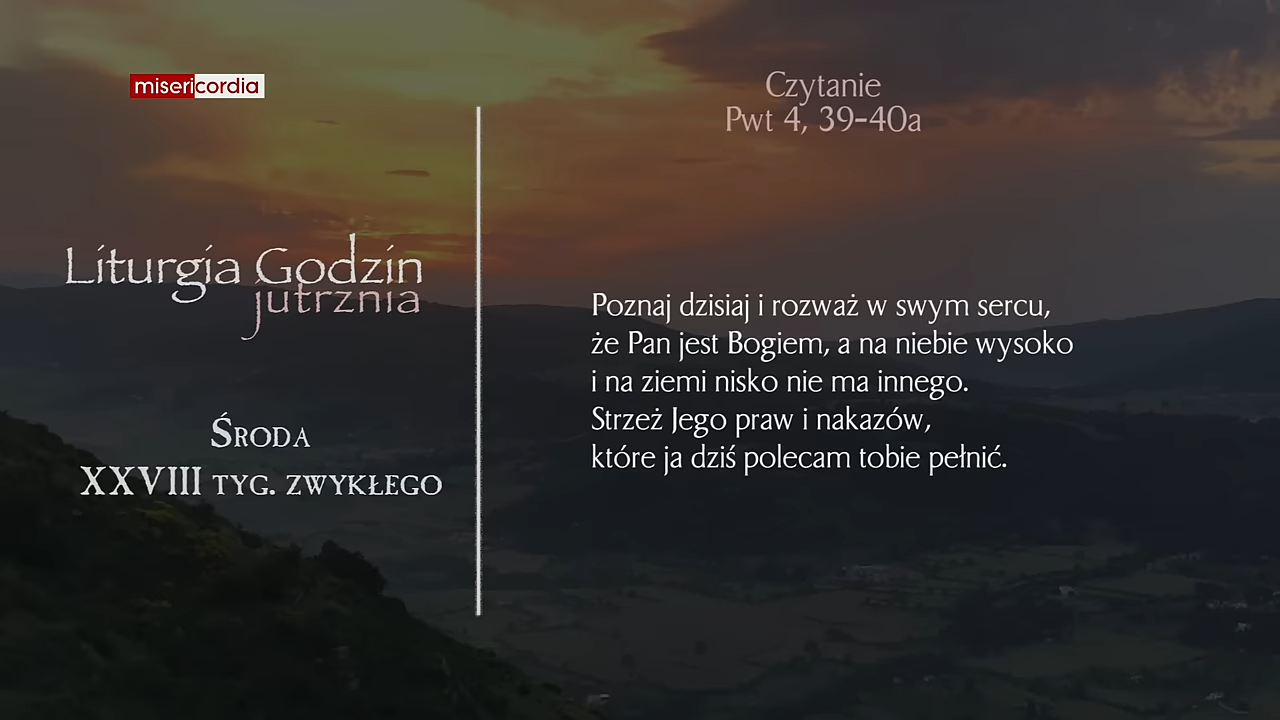 misericordia
Liturgia Godzin
jutrznia
Środa
XXVIII tyg. zwykłego
Czytanie
Pwt 4, 39-40a
Poznaj dzisiaj i rozważ w swym sercu,
że Pan jest Bogiem, a na niebie wysoko
i na ziemi nisko nie ma innego.
Strzeż Jego praw i nakazów,
które ja dziś polecam tobie pełnić.